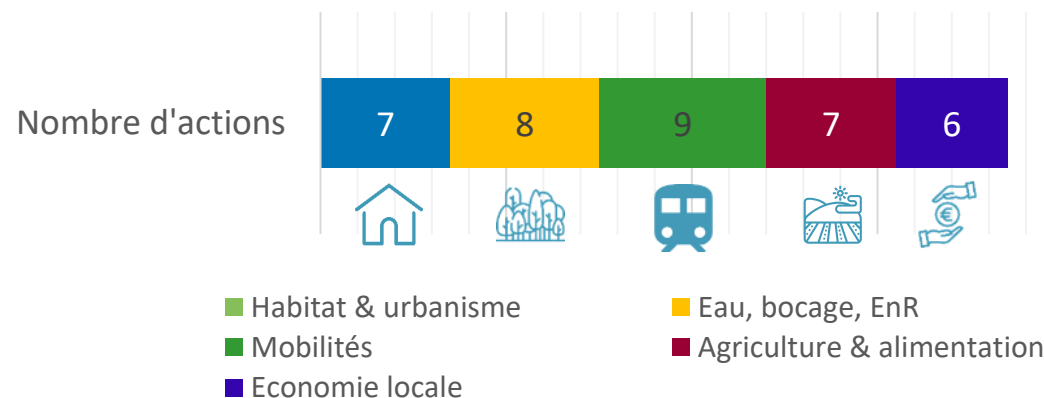 Nombre d'actions 7 8 9 7 6
€
Habitat & urbanisme Eau, bocage, EnR
Mobilités Agriculture & alimentation
Economie locale